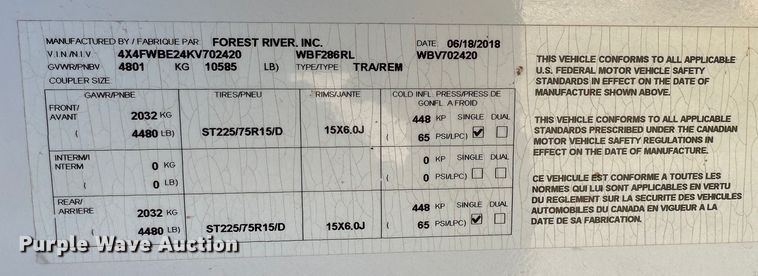 MANUFACTURED BY / FABRIQUE PAR FOREST RIVER, INC. DATE 06/18/2018
V.I.N/N.I.V 4X4FWBE24KV702420 WBF286RL WBV702420
GVWR/PNBV 4801 KG 10585 LB) TYPE/TYPE TRA/REM
COUPLER SIZE
GAWR/PNBE TIRES/PNEU RIMS/JANTE COLD INFL. PRESS/PRESS DE
GONFL A FROID
FRONT/
AVANT 2032 KG 448 KP SINGLE DUAL
( 4480 LB) ST225/75R15/D 15X6.0J ( 65 PSI/LPC)
INTERM/I
NTERM 0 KG 0 KP SINGLE DUAL
( 0 LB) ( 0 PSI/LPC)
REAR/
ARRIERE 2032 KG 448 KP SINGLE DUAL
( 4480 LB) ST225/75R15/D 15X6.0J ( 65 PSI/LPC)
THIS VEHICLE CONFORMS TO ALL APPLICABLE
U.S. FEDERAL MOTOR VEHICLE SAFETY
STANDARDS IN EFFECT ON THE DATE OF
MANUFACTURE SHOWN ABOVE.
THIS VEHICLE CONFORMS TO ALL APPLICABLE
STANDARDS PRESCRIBED UNDER THE CANADIAN
MOTOR VEHICLE SAFETY REGULATIONS IN
EFFECT ON THE DATE OF MANUFACTURE.
CE VEHICULE EST CONFORME A TOUTES LES
NORMES QUI LUI SONT APPLICABLES EN VERTU
DU REGLEMENT SUR LA SECURITE DES VEHICULES
AUTOMOBILES DU CANADA EN VIGUEUR A LA
DATE DE SA FABRICATION.
Purple Wave Auction